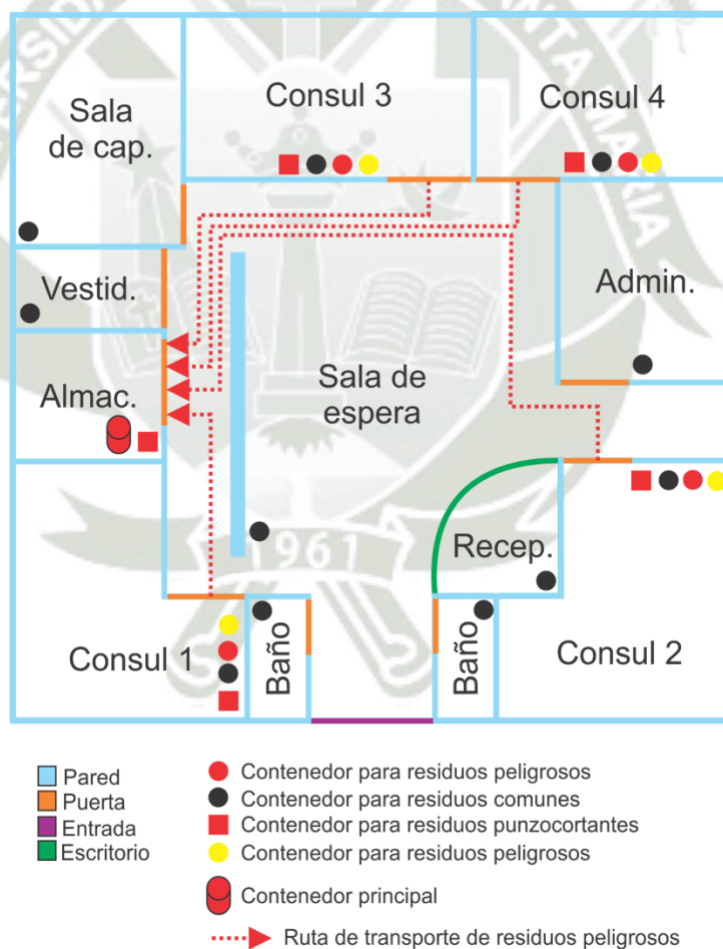 Sala
de cap.
Consul 3
Consul 4
Vestid.
Admin.
Almac.
Sala de
espera
1961
Recep.
Consul 1
Baño
Baño
Consul 2
Pared
Puerta
Entrada
Escritorio
Contenedor para residuos peligrosos
Contenedor para residuos comunes
Contenedor para residuos punzocortantes
Contenedor para residuos peligrosos
Contenedor principal
Ruta de transporte de residuos peligrosos